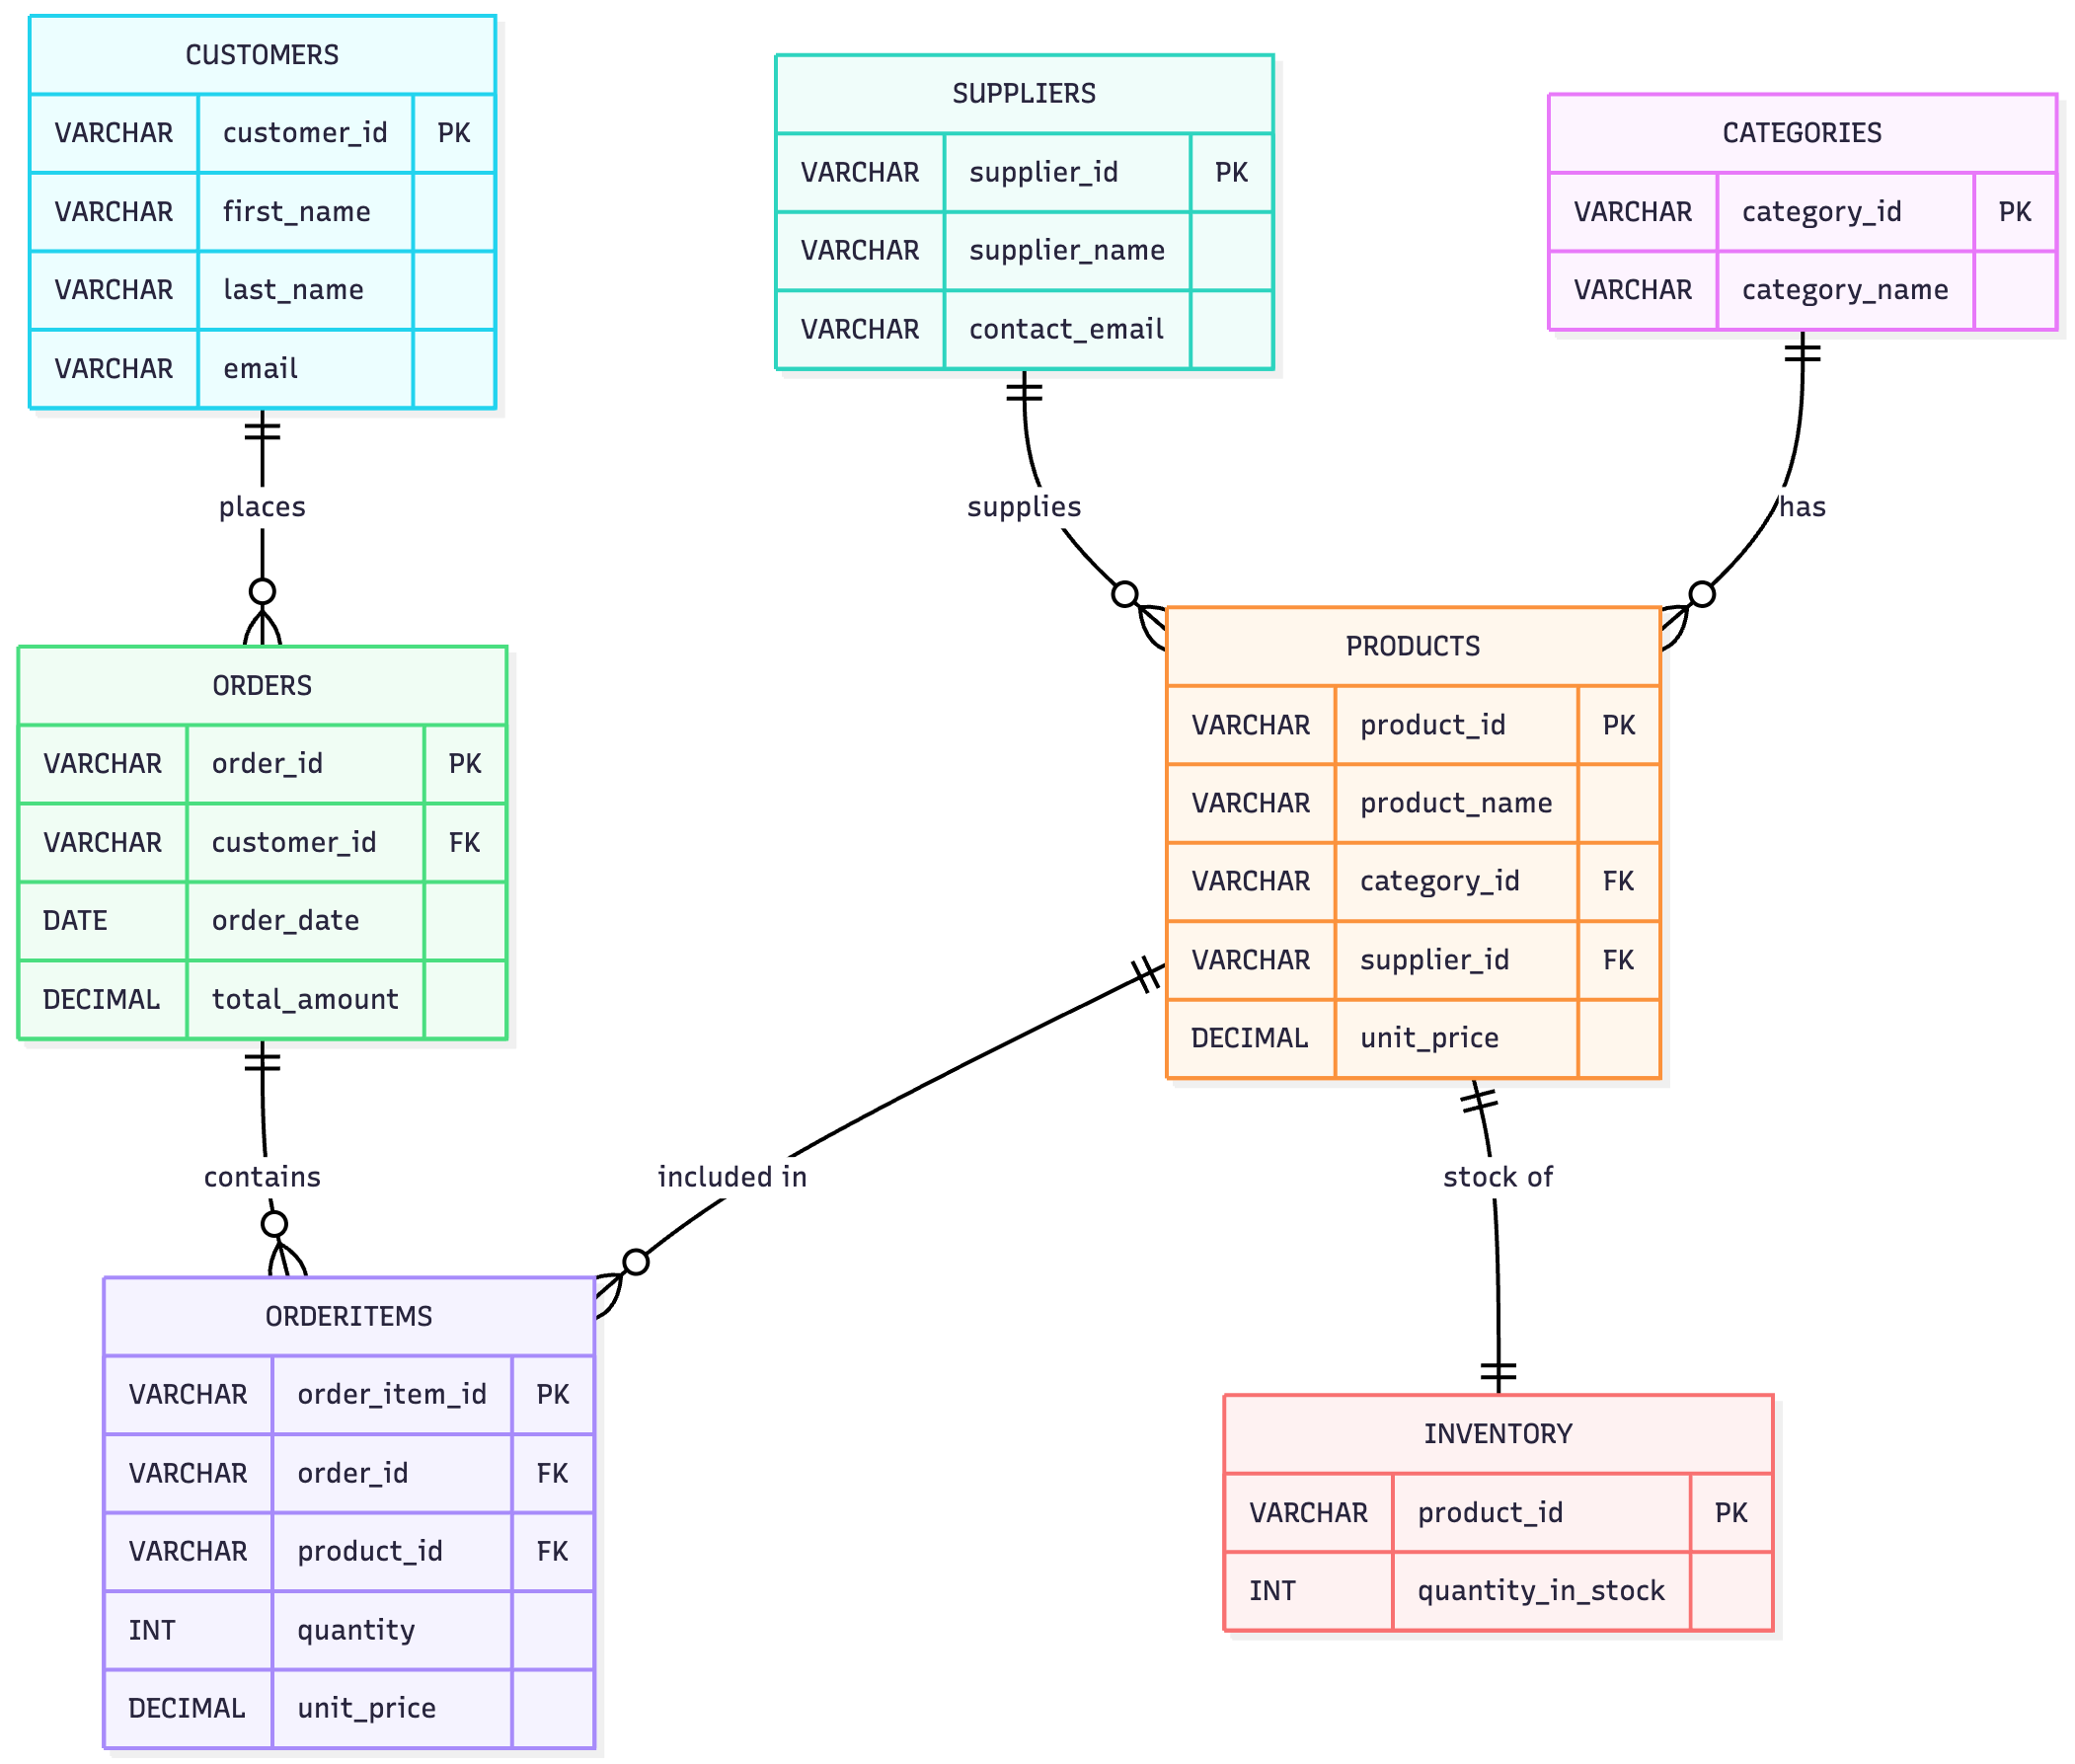 CUSTOMERS
VARCHAR customer_id PK
VARCHAR first_name
VARCHAR last_name
VARCHAR email
SUPPLIERS
VARCHAR supplier_id PK
VARCHAR supplier_name
VARCHAR contact_email
CATEGORIES
VARCHAR category_id PK
VARCHAR category_name
places
supplies
has
ORDERS
VARCHAR order_id PK
VARCHAR customer_id FK
DATE order_date
DECIMAL total_amount
PRODUCTS
VARCHAR product_id PK
VARCHAR product_name
VARCHAR category_id FK
VARCHAR supplier_id FK
DECIMAL unit_price
contains
included in
stock of
ORDERITEMS
VARCHAR order_item_id PK
VARCHAR order_id FK
VARCHAR product_id FK
INT quantity
DECIMAL unit_price
INVENTORY
VARCHAR product_id PK
INT quantity_in_stock